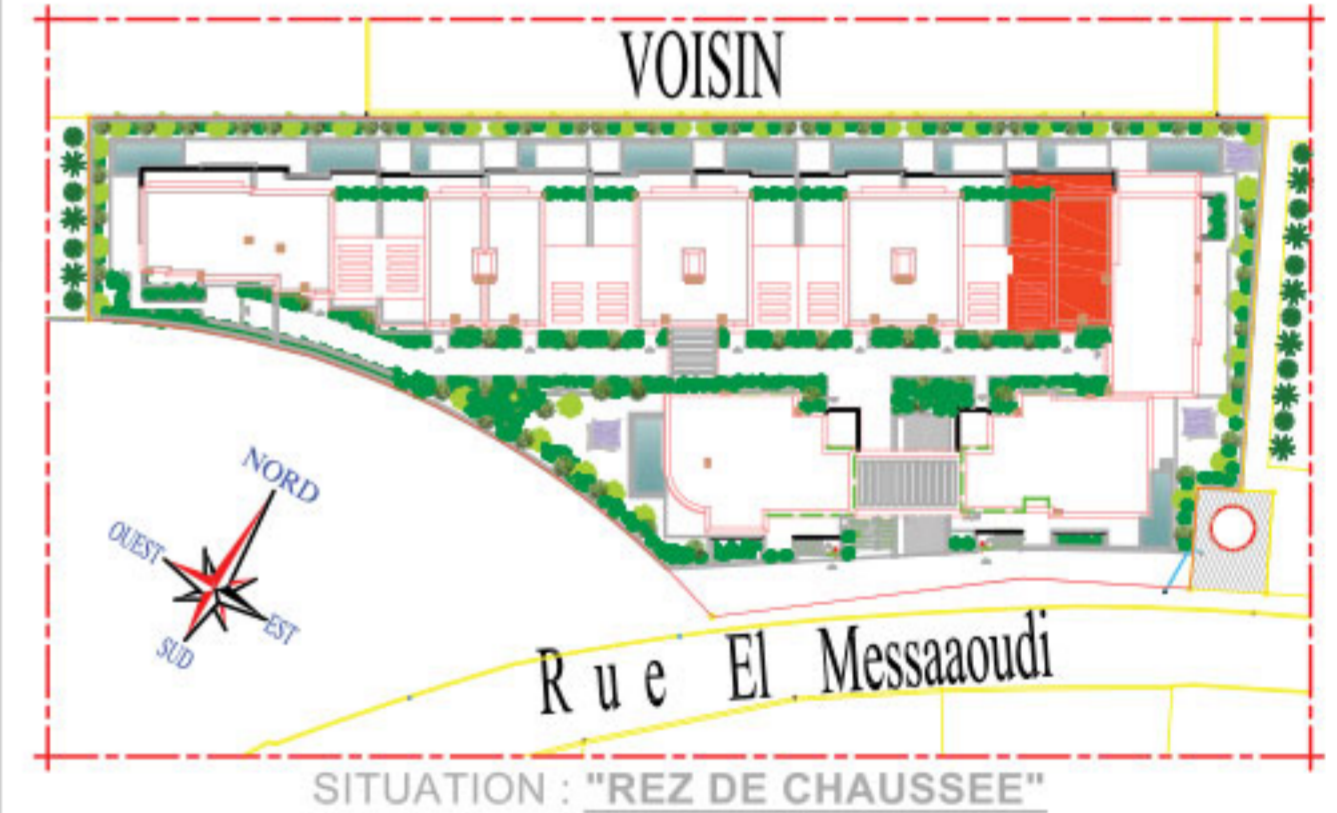 VOISIN
NORD
OUEST
EST
SUD
Rue El Messaaoudi
SITUATION : "REZ DE CHAUSSEE"